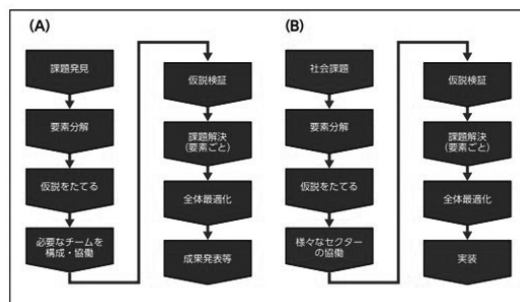 (A)
課題発見
要素分解
仮説をたてる
必要なチームを
構成・協働
仮説検証
課題解決
(要素ごと)
全体最適化
成果発表等
(B)
社会課題
要素分解
仮説をたてる
様々なセクター
の協働
仮説検証
課題解決
(要素ごと)
全体最適化
実装